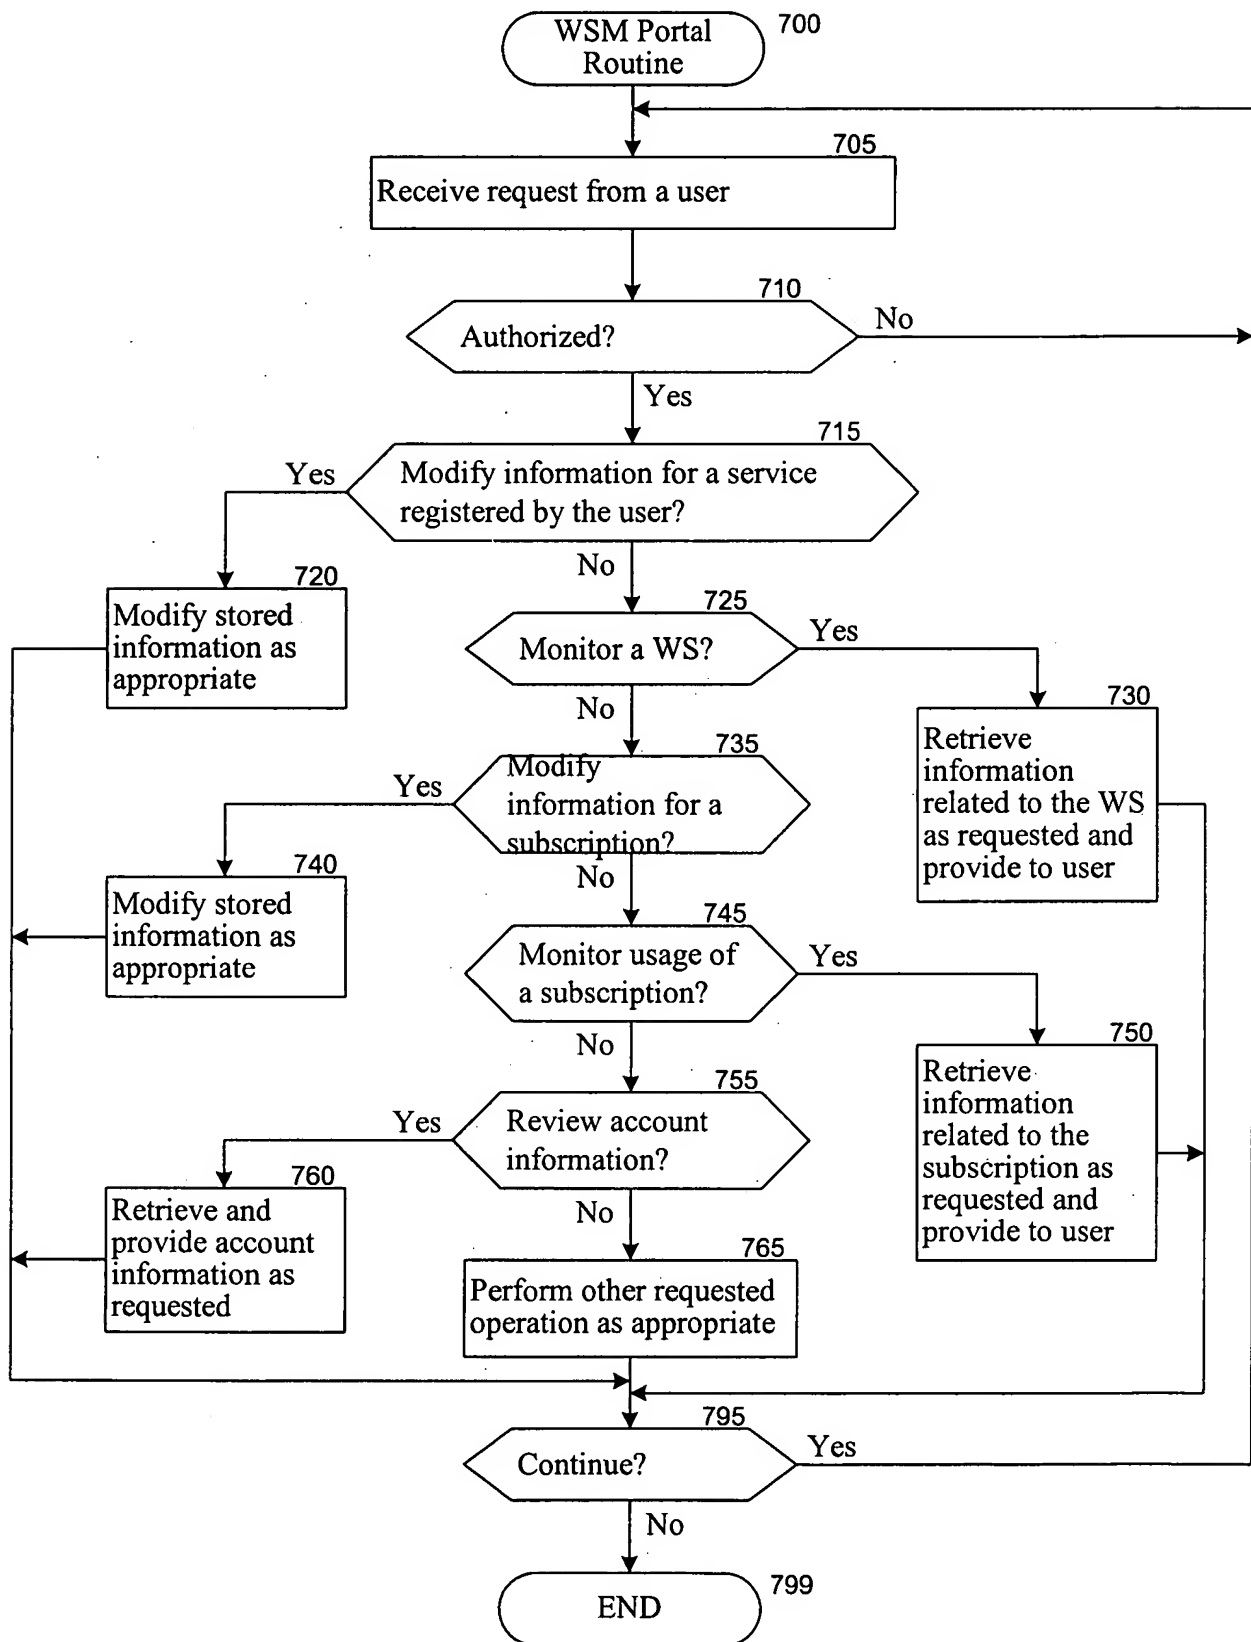 WSM Portal
Routine
700
705
Receive request from a user
710
Authorized?
No
Yes
715
Modify information for a service
registered by the user?
Yes
No
720
Modify stored
information as
appropriate
725
Monitor a WS?
Yes
No
730
Retrieve
information
related to the WS
as requested and
provide to user
735
Modify
information for a
subscription?
Yes
No
740
Modify stored
information as
appropriate
745
Monitor usage of
a subscription?
Yes
No
750
Retrieve
information
related to the
subscription as
requested and
provide to user
755
Review account
information?
Yes
No
760
Retrieve and
provide account
information as
requested
765
Perform other requested
operation as appropriate
795
Continue?
Yes
No
END
799